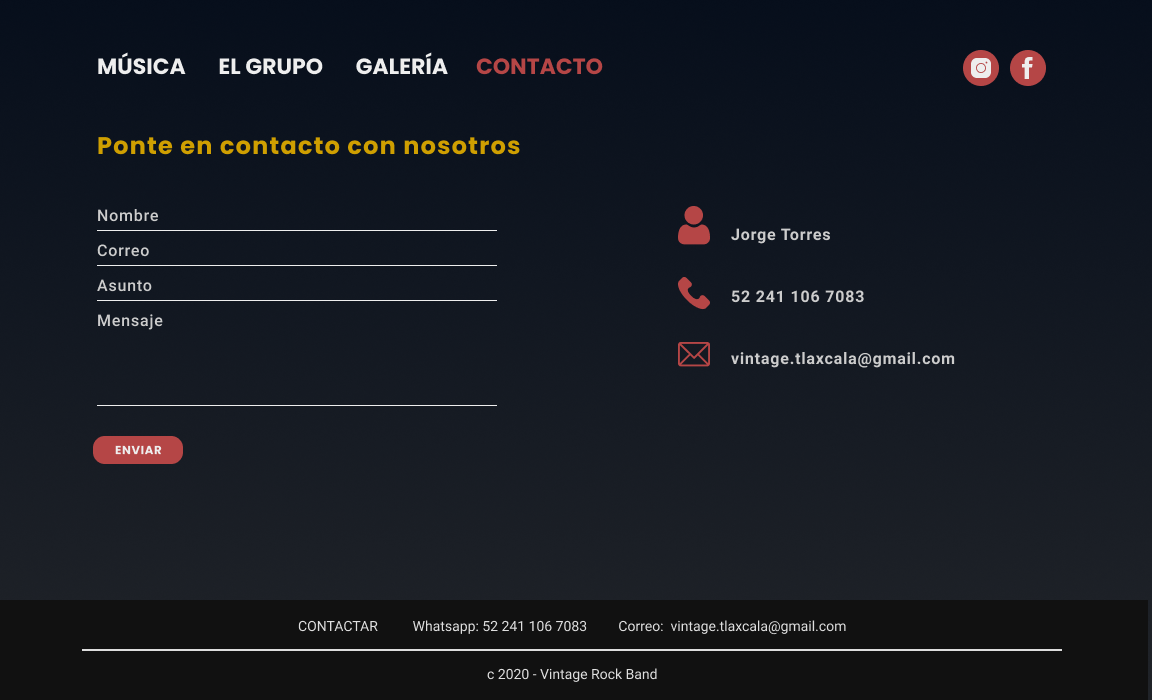 MÚSICA EL GRUPO GALERÍA CONTACTO
Ponte en contacto con nosotros
Nombre
Correo
Asunto
Mensaje
ENVIAR
Jorge Torres
52 241 106 7083
vintage.tlaxcala@gmail.com
CONTACTAR Whatsapp: 52 241 106 7083 Correo: vintage.tlaxcala@gmail.com
c 2020 - Vintage Rock Band